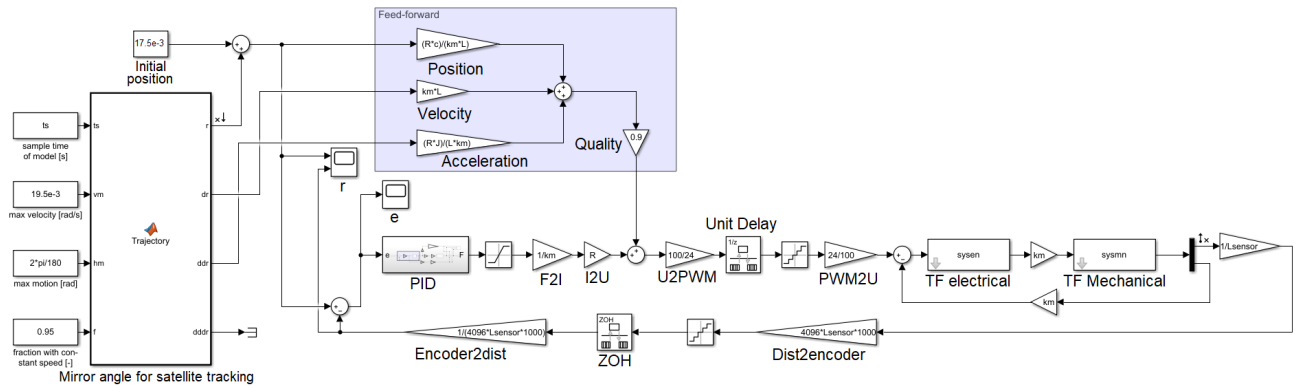 Feed-forward
17.5e-3
Initial
position
(R*c)/(km*L)
Position
km*L
Velocity
(R*J)/(L*km)
Acceleration
Quality
0.9
ts
sample time
of model [s]
19.5e-3
max velocity [rad/s]
2*pi/180
max motion [rad]
0.95
fraction with con-
stant speed [-]
ts
vm
hm
f
Trajectory
r
dr
ddr
dddr
Mirror angle for satellite tracking
r
e
e
F
PID
1/km
F2I
R
I2U
100/24
U2PWM
Unit Delay
1/z
24/100
PWM2U
sysen
TF electrical
km
sysmn
TF Mechanical
1/Lsensor
km
1/(4096*Lsensor*1000)
Encoder2dist
ZOH
ZOH
4096*Lsensor*1000
Dist2encoder